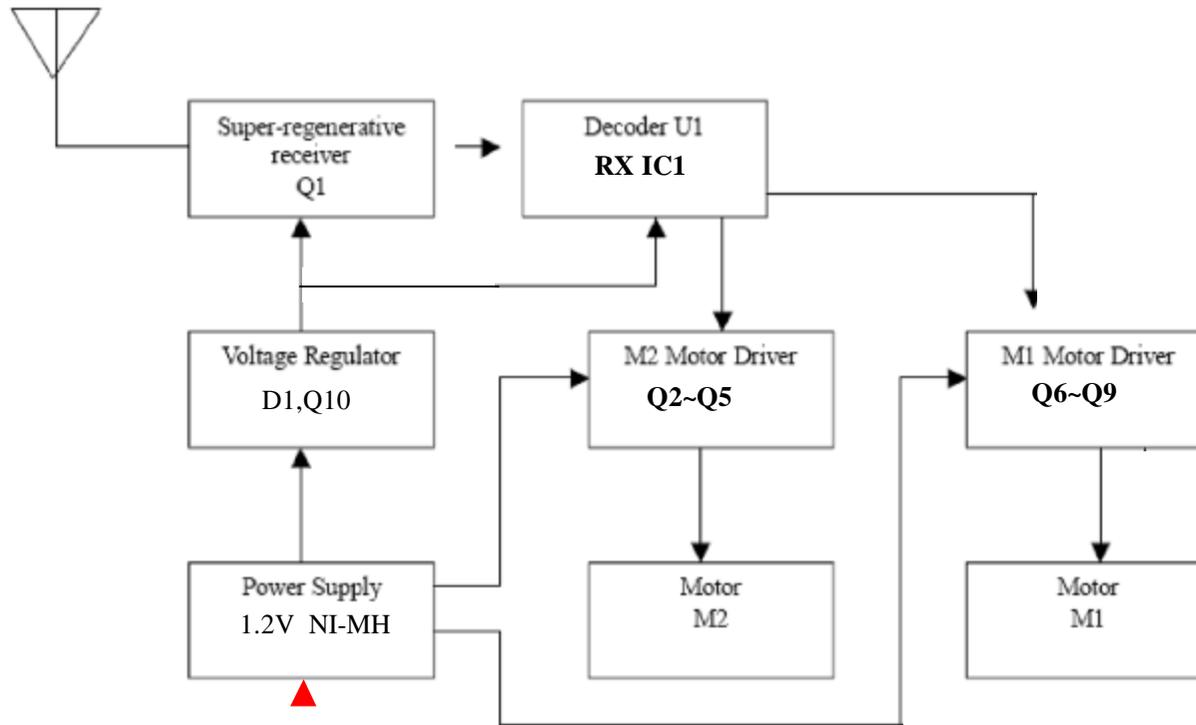 Super-regenerative
receiver
Q1
Decoder U1
RX IC1
Voltage Regulator
D1,Q10
M2 Motor Driver
Q2~Q5
M1 Motor Driver
Q6~Q9
Power Supply
1.2V NI-MH
Motor
M2
Motor
M1